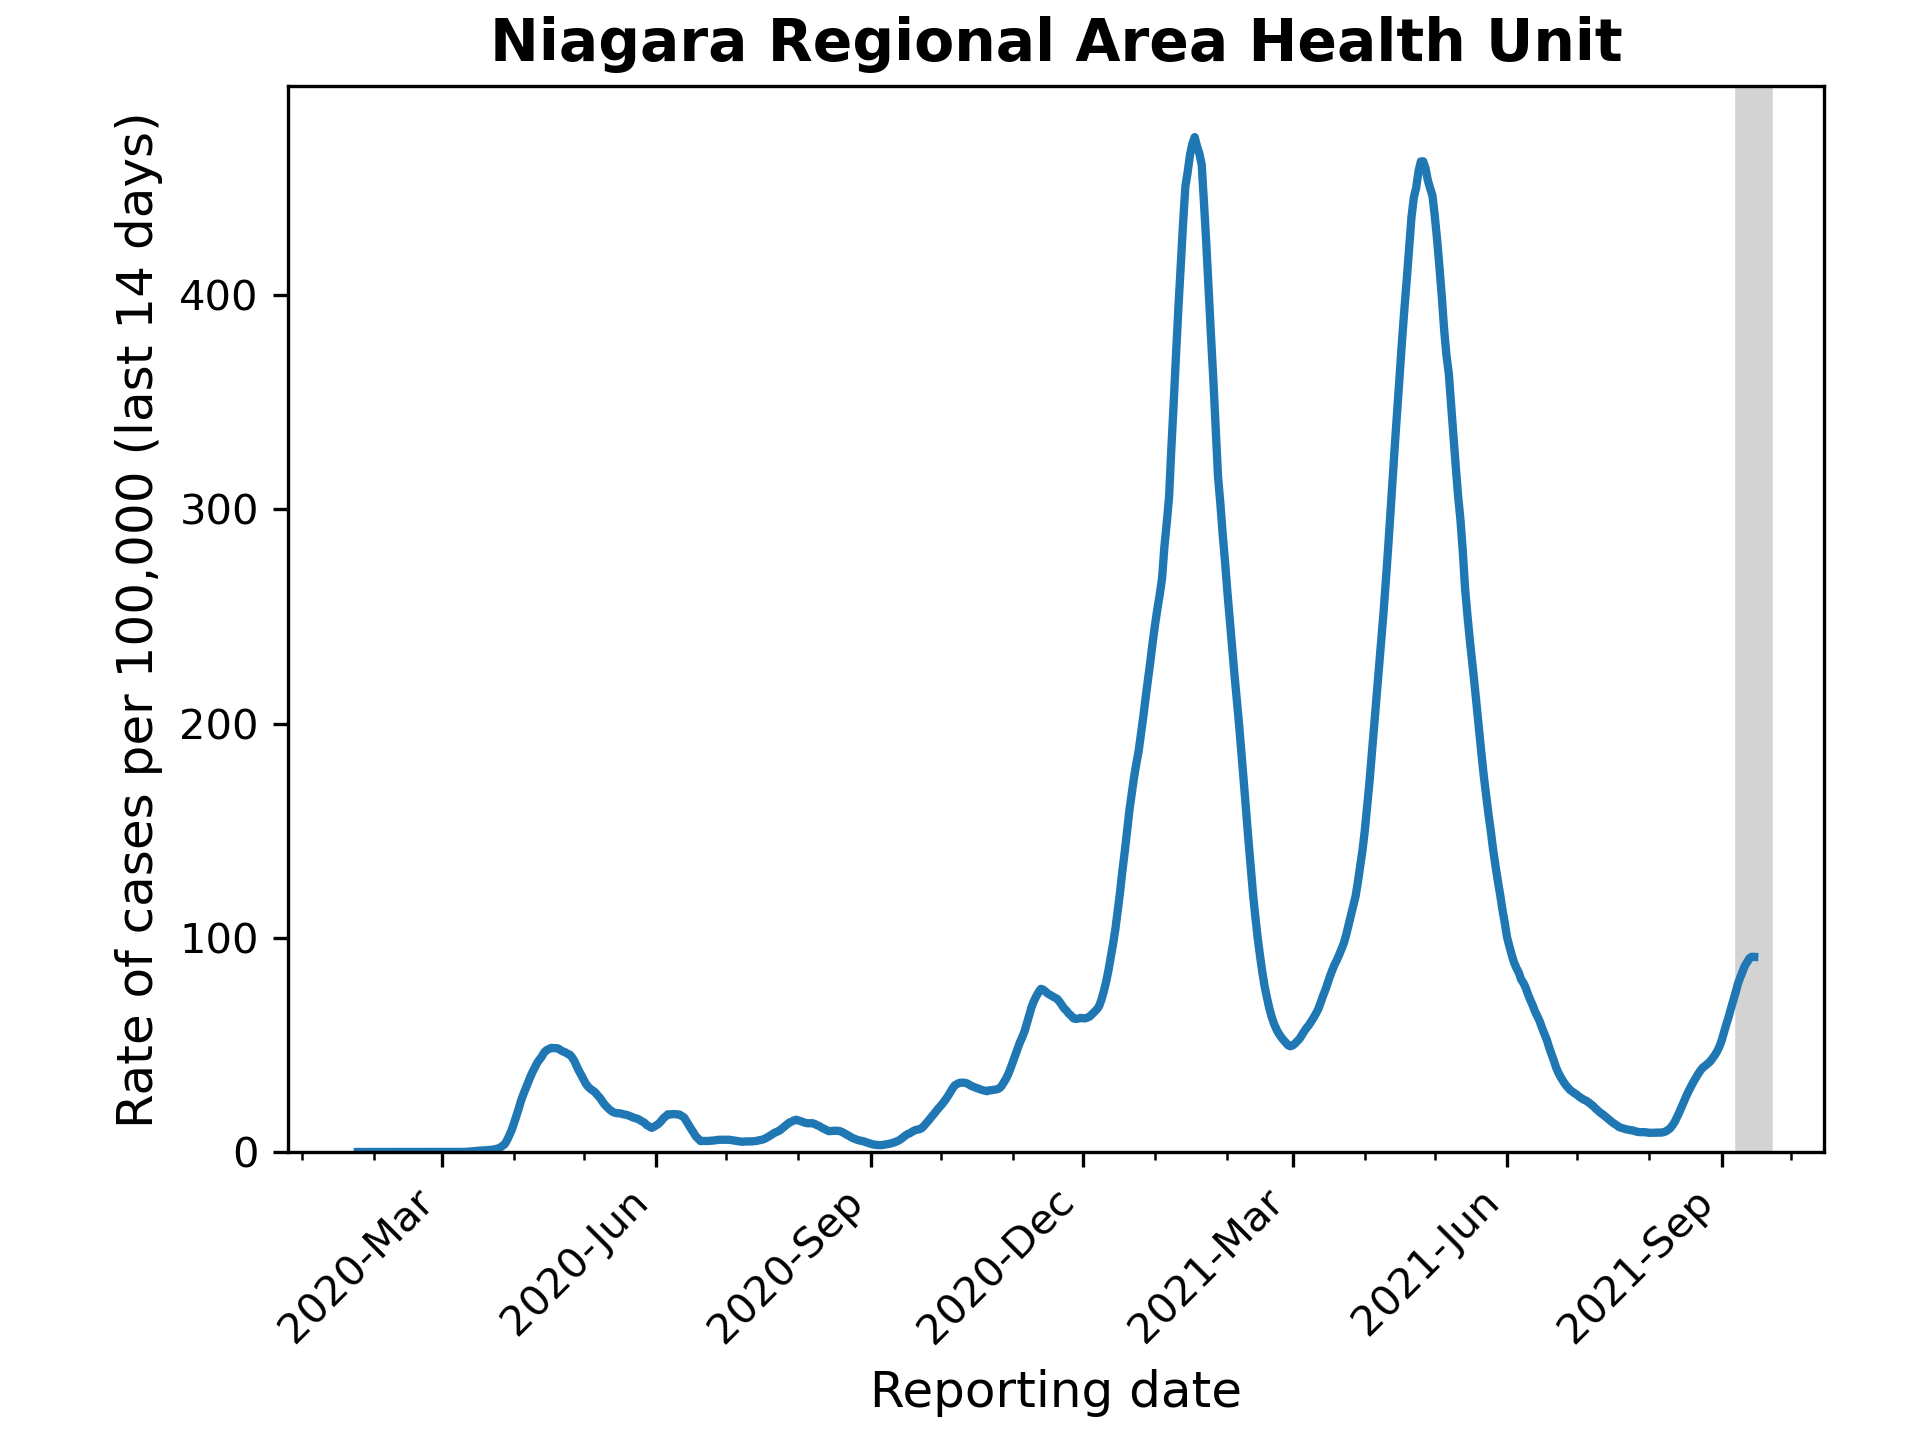 Niagara Regional Area Health Unit
Rate of cases per 100,000 (last 14 days)
400
300
200
100
0
2020-Mar
2020-Jun
2020-Sep
2020-Dec
2021-Mar
2021-Jun
2021-Sep
Reporting date